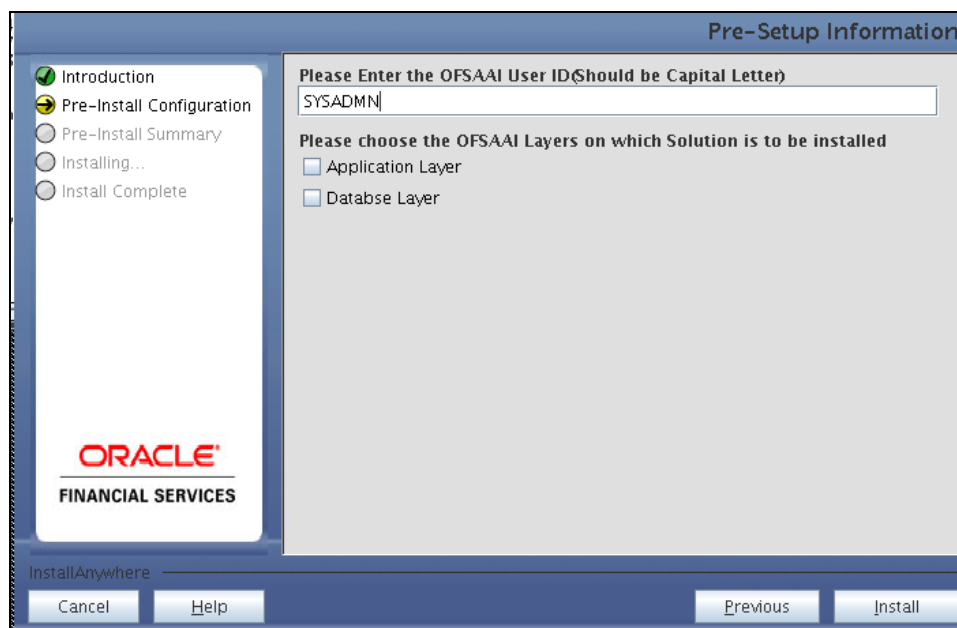 Pre-Setup Information
Introduction
Pre-Install Configuration
Pre-Install Summary
Installing...
Install Complete
Please Enter the OFSAAI User ID(Should be Capital Letter)
SYSADMN
Please choose the OFSAAI Layers on which Solution is to be installed
Application Layer
Databse Layer
ORACLE
FINANCIAL SERVICES
InstallAnywhere
Cancel
Help
Previous
Install